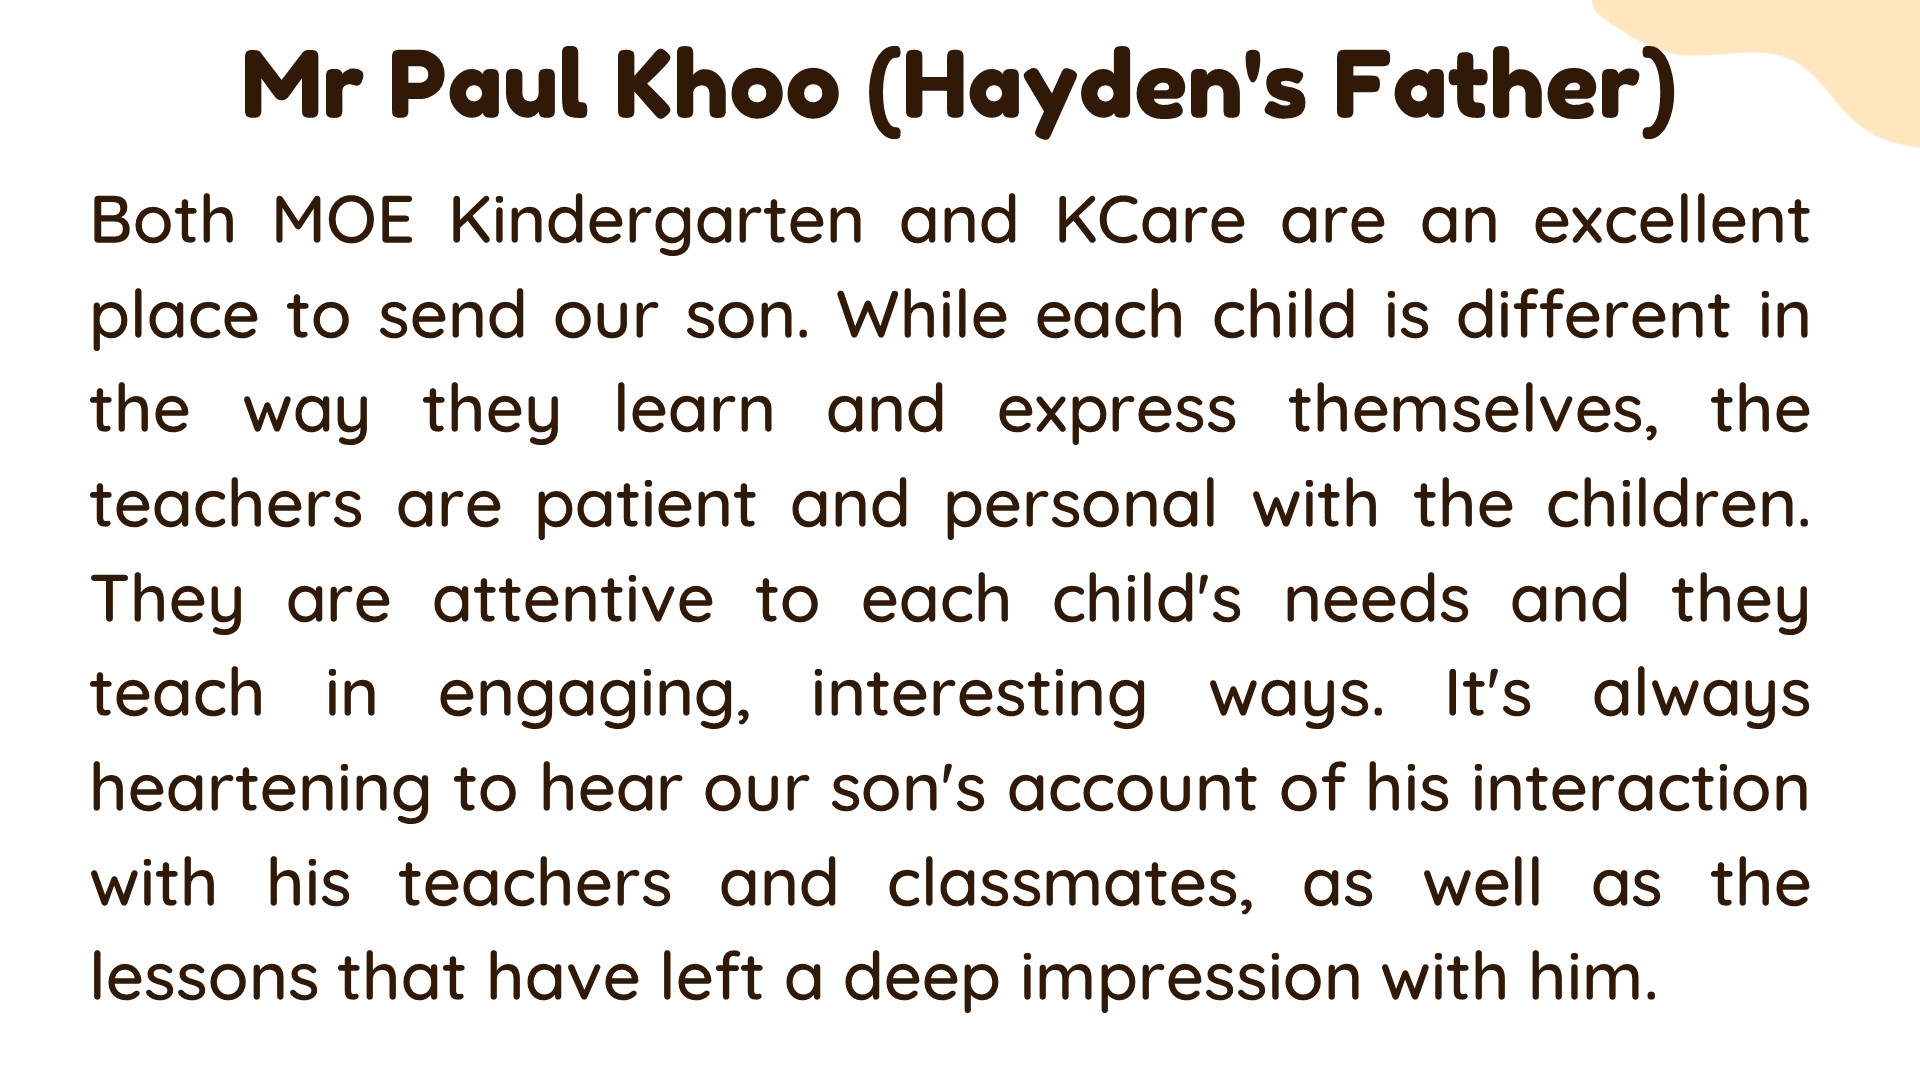 Mr Paul Khoo (Hayden's Father)
Both MOE Kindergarten and KCare are an excellent
place to send our son. While each child is different in
the way they learn and express themselves, the
teachers are patient and personal with the children.
They are attentive to each child's needs and they
teach in engaging, interesting ways. It's always
heartening to hear our son's account of his interaction
with his teachers and classmates, as well as the
lessons that have left a deep impression with him.